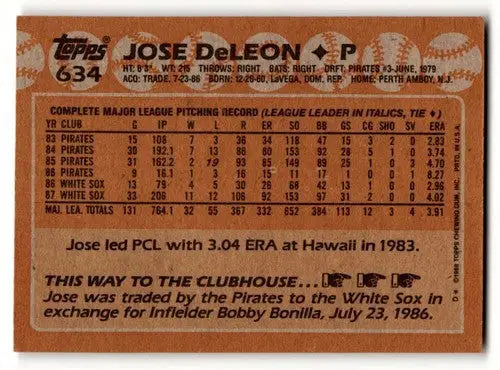 topps
634
JOSE DeLEON ♦ P
HT: 6'3" WT: 215 THROWS: RIGHT BATS: RIGHT DRFT: PIRATES #3-JUNE, 1979
ACQ: TRADE, 7-23-86 BORN: 12-20-60, LaVEGA, DOM. REP. HOME: PERTH AMBOY, N.J.
COMPLETE MAJOR LEAGUE PITCHING RECORD (LEAGUE LEADER IN ITALICS, TIE ♦)
YR CLUB G IP W L R ER SO BB GS CG SHO SV ERA
83 PIRATES 15 108 7 3 36 34 118 47 15 3 2 0 2.83
84 PIRATES 30 192.1 7 13 86 80 153 92 28 5 1 0 3.74
85 PIRATES 31 162.2 2 19 93 85 149 89 25 1 0 3 4.70
86 PIRATES 9 16.1 1 3 16 15 11 17 1 0 0 1 8.27
86 WHITE SOX 13 79 4 5 30 26 68 42 13 1 0 0 2.96
87 WHITE SOX 33 206 11 12 106 92 153 97 31 2 0 0 4.02
MAJ. LEA. TOTALS 131 764.1 32 55 367 332 652 384 113 12 3 4 3.91
Jose led PCL with 3.04 ERA at Hawaii in 1983.
THIS WAY TO THE CLUBHOUSE...
Jose was traded by the Pirates to the White Sox in
exchange for Infielder Bobby Bonilla, July 23, 1986.
D* ©1988 TOPPS CHEWING GUM, INC. PRTD. IN U.S.A.